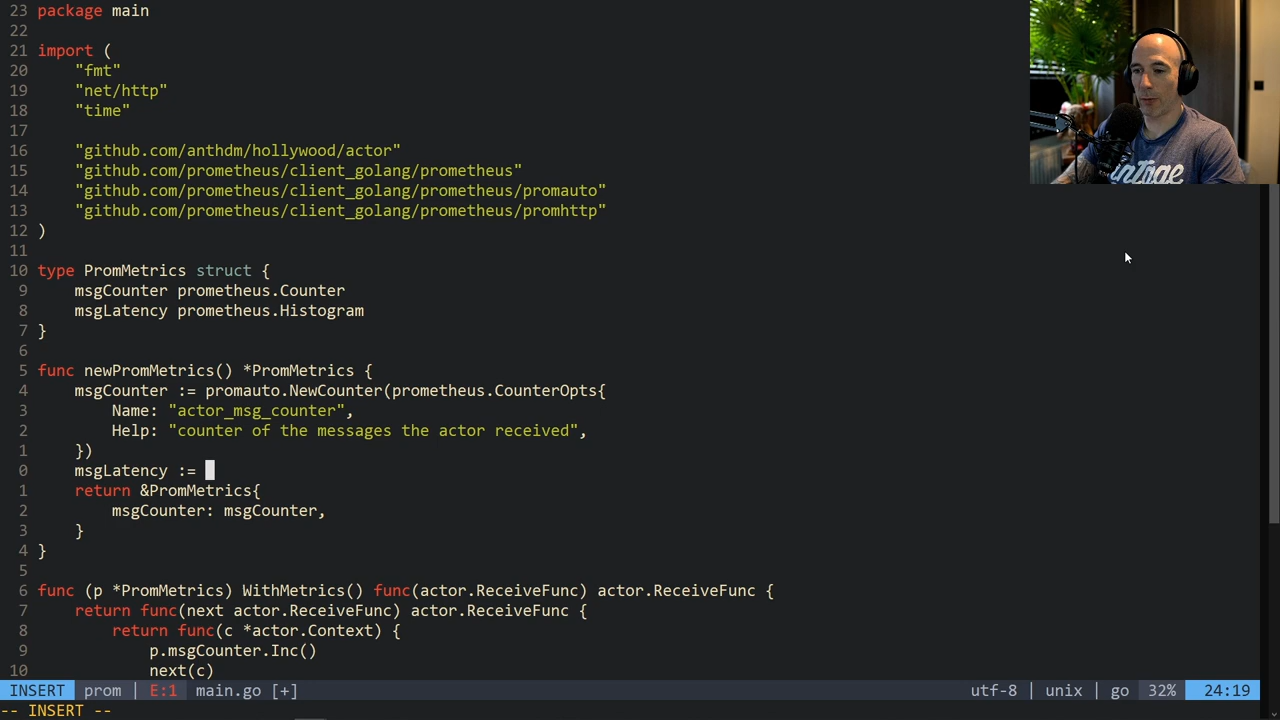 23 package main
22
21 import (
20     "fmt"
19     "net/http"
18     "time"
17
16     "github.com/anthdm/hollywood/actor"
15     "github.com/prometheus/client_golang/prometheus"
14     "github.com/prometheus/client_golang/prometheus/promauto"
13     "github.com/prometheus/client_golang/prometheus/promhttp"
12 )
11
10 type PromMetrics struct {
9     msgCounter prometheus.Counter
8     msgLatency prometheus.Histogram
7 }
6
5 func newPromMetrics() *PromMetrics {
4     msgCounter := promauto.NewCounter(prometheus.CounterOpts{
3         Name: "actor_msg_counter",
2         Help: "counter of the messages the actor received",
1     })
0     msgLatency :=
1     return &PromMetrics{
2         msgCounter: msgCounter,
3     }
4 }
5
6 func (p *PromMetrics) WithMetrics() func(actor.ReceiveFunc) actor.ReceiveFunc {
7     return func(next actor.ReceiveFunc) actor.ReceiveFunc {
8         return func(c *actor.Context) {
9             p.msgCounter.Inc()
10             next(c)
INSERT prom | E:1 main.go [+] utf-8 | unix | go 32% 24:19
-- INSERT --